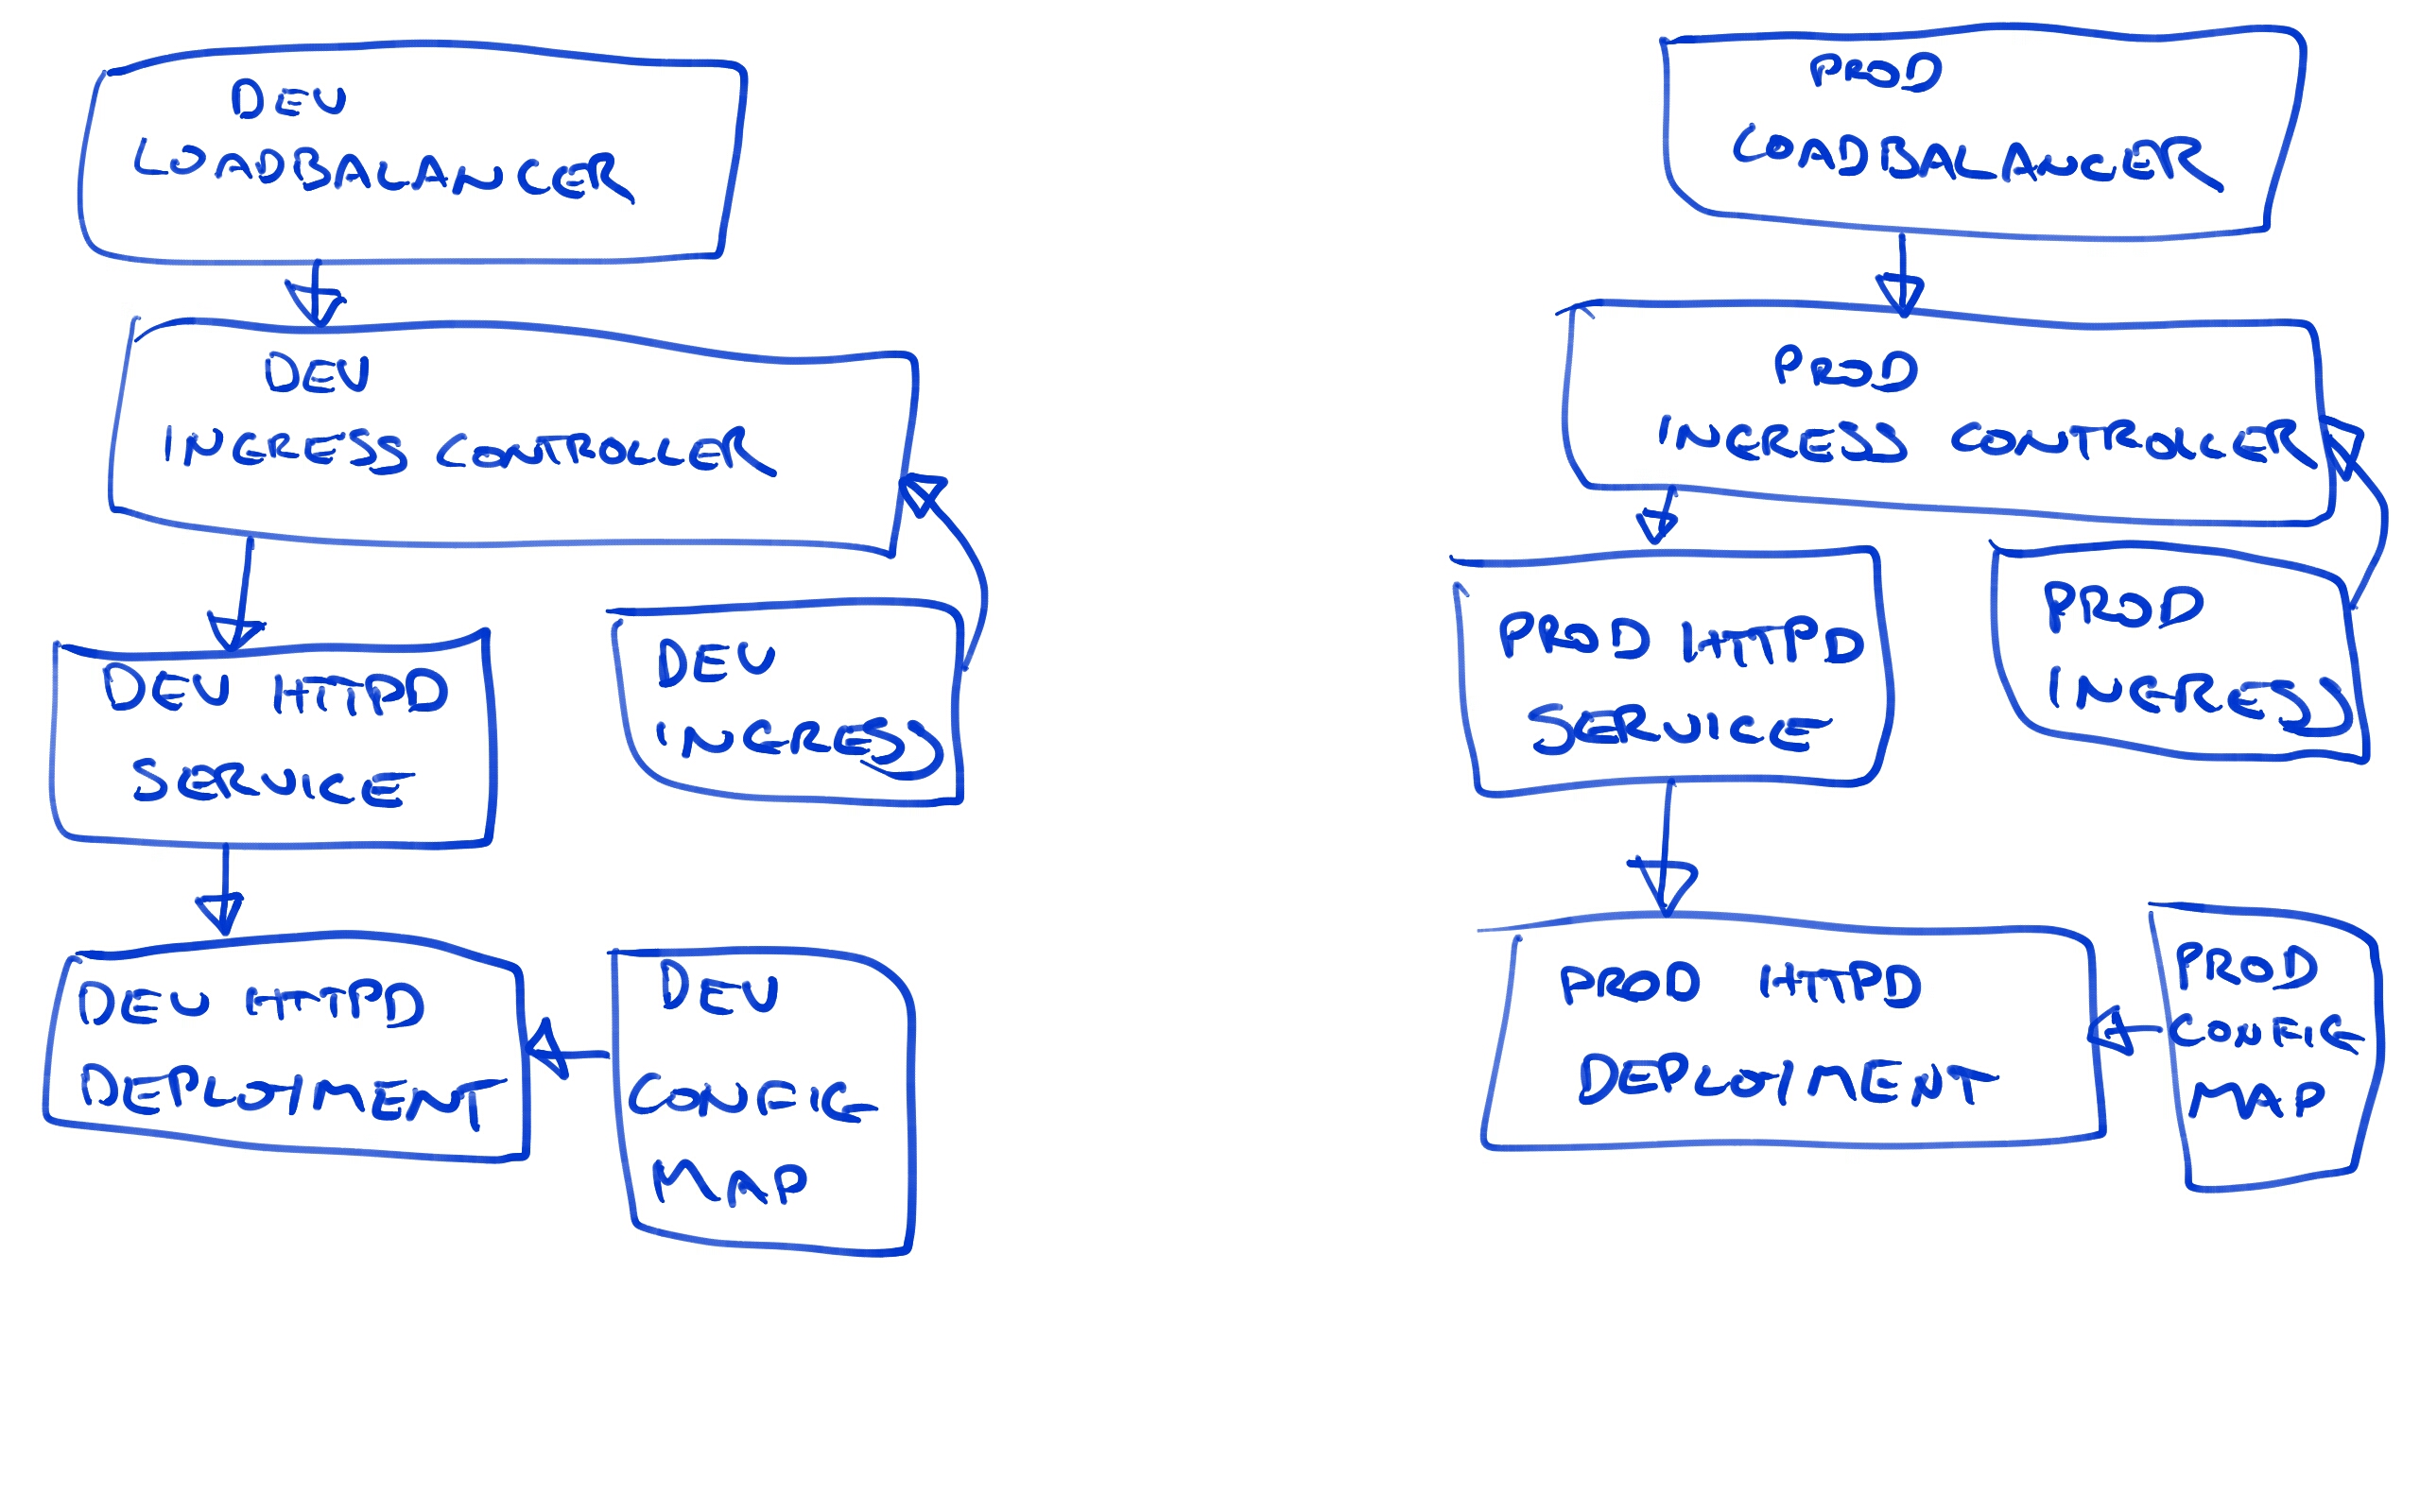 DEV
LOADBALANCER
DEV
INGRESS CONTROLLER
DEV HTTPD
SERVICE
DEV
INGRESS
DEV HTTPD
DEPLOYMENT
DEV
CONFIG
MAP
PROD
LOADBALANCER
PROD
INGRESS CONTROLLER
PROD HTTPD
SERVICE
PROD
INGRESS
PROD HTTPD
DEPLOYMENT
PROD
CONFIG
MAP